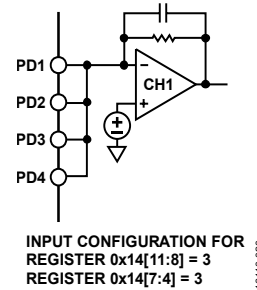 PD1
PD2
PD3
PD4
−
+
CH1
+
−
INPUT CONFIGURATION FOR
REGISTER 0x14[11:8] = 3
REGISTER 0x14[7:4] = 3